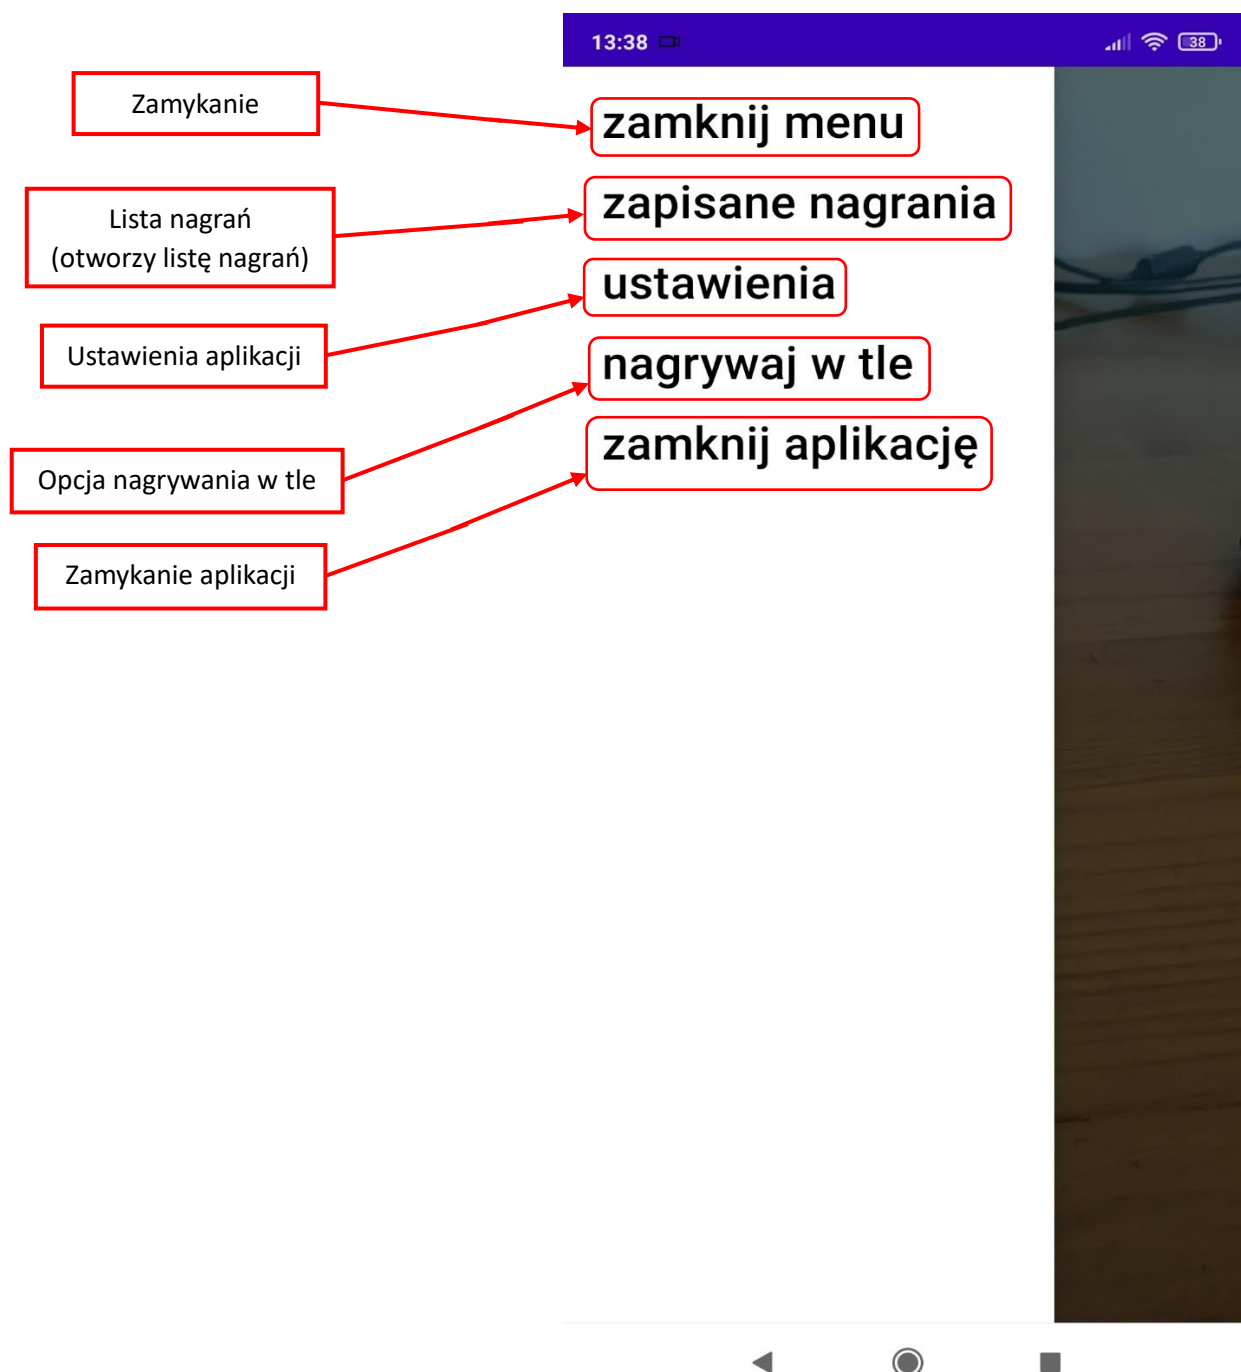 13:38
38
Zamykanie
zamknij menu
Lista nagrań
(otworzy listę nagrań)
zapisane nagrania
Ustawienia aplikacji
ustawienia
Opcja nagrywania w tle
nagrywaj w tle
Zamykanie aplikacji
zamknij aplikację